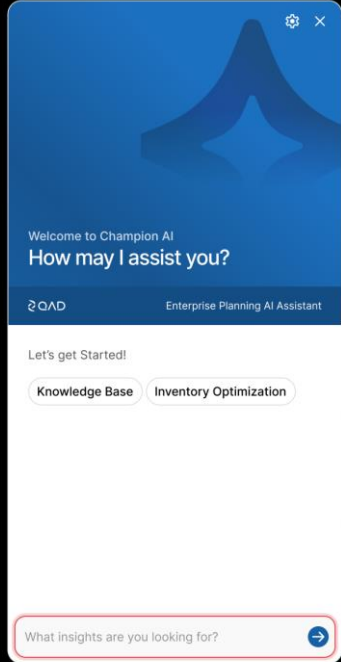 Welcome to Champion AI
How may I assist you?
QAD Enterprise Planning AI Assistant
Let's get Started!
Knowledge Base Inventory Optimization
What insights are you looking for?